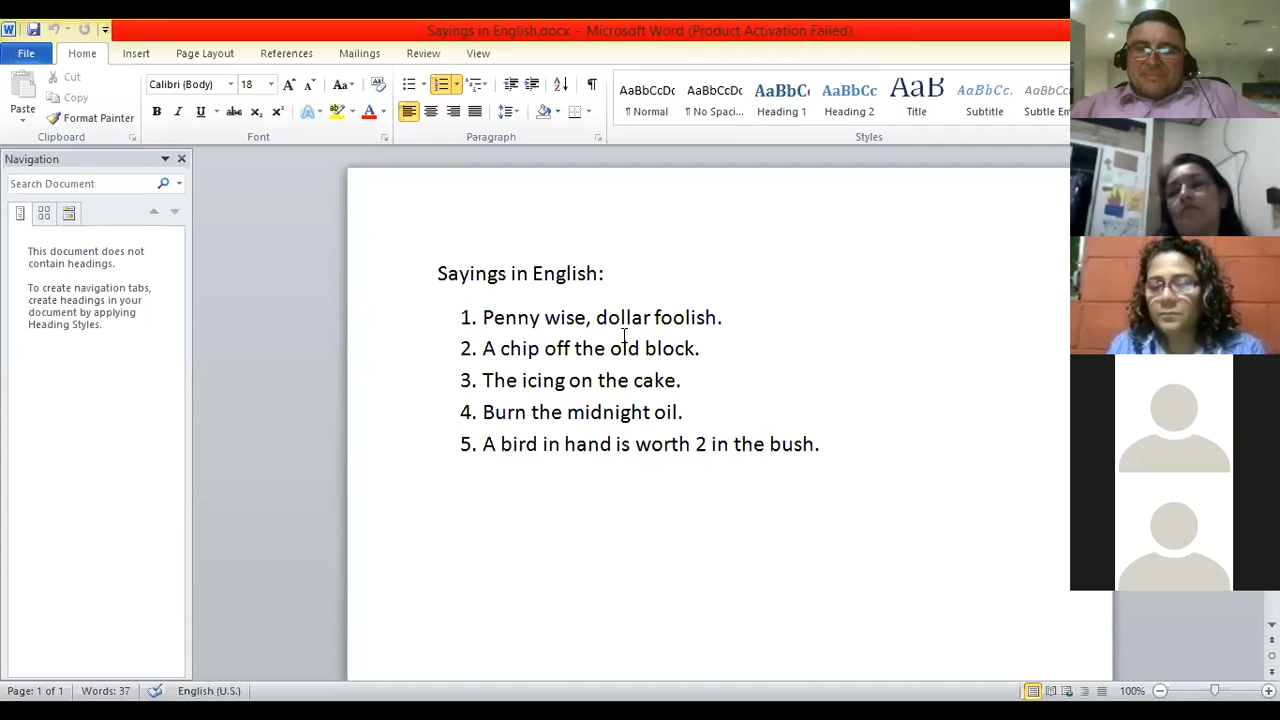 Sayings in English.docx - Microsoft Word (Product Activation Failed)
File Home Insert Page Layout References Mailings Review View
Cut
Copy
Paste
Format Painter
Clipboard
Calibri (Body) 18
Font
Paragraph
AaBbCcDc AaBbCcDc AaBbC AaBbCc AaB AaBbCc. AaBbCc.
¶ Normal ¶ No Spaci... Heading 1 Heading 2 Title Subtitle Subtle Em
Styles
Navigation
Search Document
This document does not
contain headings.
To create navigation tabs,
create headings in your
document by applying
Heading Styles.
Sayings in English:
1. Penny wise, dollar foolish.
2. A chip off the old block.
3. The icing on the cake.
4. Burn the midnight oil.
5. A bird in hand is worth 2 in the bush.
Page: 1 of 1 Words: 37 English (U.S.) 100%